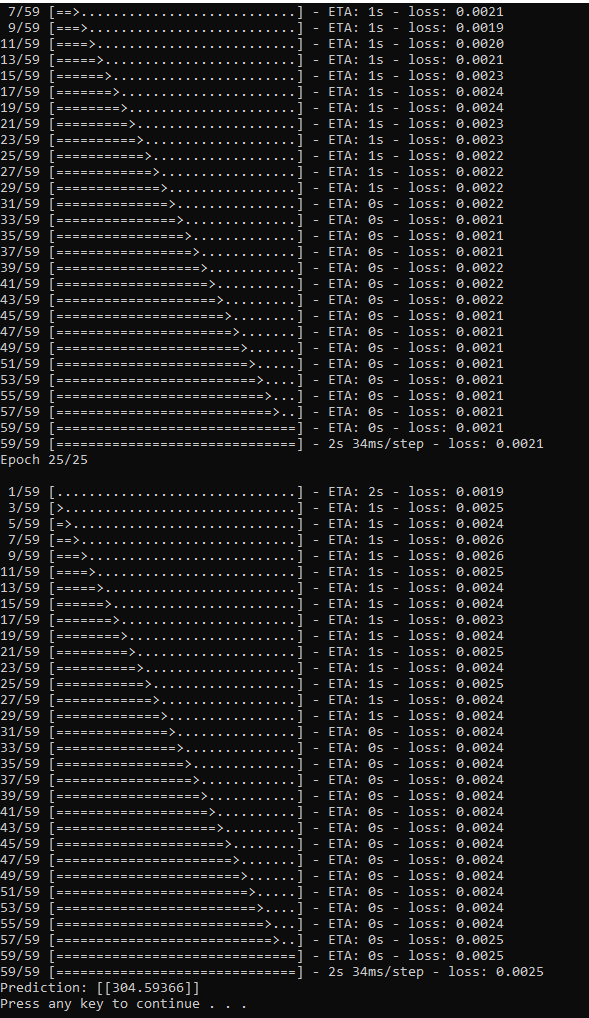 7/59 [==>...........................] - ETA: 1s - loss: 0.0021
9/59 [===>..........................] - ETA: 1s - loss: 0.0019
11/59 [====>.........................] - ETA: 1s - loss: 0.0020
13/59 [=====>........................] - ETA: 1s - loss: 0.0021
15/59 [======>.......................] - ETA: 1s - loss: 0.0023
17/59 [=======>......................] - ETA: 1s - loss: 0.0024
19/59 [========>.....................] - ETA: 1s - loss: 0.0024
21/59 [=========>....................] - ETA: 1s - loss: 0.0023
23/59 [==========>...................] - ETA: 1s - loss: 0.0023
25/59 [===========>..................] - ETA: 1s - loss: 0.0022
27/59 [============>.................] - ETA: 1s - loss: 0.0022
29/59 [=============>................] - ETA: 1s - loss: 0.0022
31/59 [==============>...............] - ETA: 0s - loss: 0.0022
33/59 [===============>..............] - ETA: 0s - loss: 0.0021
35/59 [================>.............] - ETA: 0s - loss: 0.0021
37/59 [=================>............] - ETA: 0s - loss: 0.0021
39/59 [==================>...........] - ETA: 0s - loss: 0.0022
41/59 [===================>..........] - ETA: 0s - loss: 0.0022
43/59 [====================>.........] - ETA: 0s - loss: 0.0022
45/59 [=====================>........] - ETA: 0s - loss: 0.0021
47/59 [======================>.......] - ETA: 0s - loss: 0.0021
49/59 [=======================>......] - ETA: 0s - loss: 0.0021
51/59 [========================>.....] - ETA: 0s - loss: 0.0021
53/59 [=========================>....] - ETA: 0s - loss: 0.0021
55/59 [==========================>...] - ETA: 0s - loss: 0.0021
57/59 [===========================>..] - ETA: 0s - loss: 0.0021
59/59 [==============================] - ETA: 0s - loss: 0.0021
59/59 [==============================] - 2s 34ms/step - loss: 0.0021
Epoch 25/25
1/59 [..............................] - ETA: 2s - loss: 0.0019
3/59 [>.............................] - ETA: 1s - loss: 0.0025
5/59 [=>............................] - ETA: 1s - loss: 0.0024
7/59 [==>...........................] - ETA: 1s - loss: 0.0026
9/59 [===>..........................] - ETA: 1s - loss: 0.0026
11/59 [====>.........................] - ETA: 1s - loss: 0.0025
13/59 [=====>........................] - ETA: 1s - loss: 0.0024
15/59 [======>.......................] - ETA: 1s - loss: 0.0024
17/59 [=======>......................] - ETA: 1s - loss: 0.0023
19/59 [========>.....................] - ETA: 1s - loss: 0.0024
21/59 [=========>....................] - ETA: 1s - loss: 0.0025
23/59 [==========>...................] - ETA: 1s - loss: 0.0024
25/59 [===========>..................] - ETA: 1s - loss: 0.0025
27/59 [============>.................] - ETA: 1s - loss: 0.0024
29/59 [=============>................] - ETA: 1s - loss: 0.0024
31/59 [==============>...............] - ETA: 0s - loss: 0.0024
33/59 [===============>..............] - ETA: 0s - loss: 0.0024
35/59 [================>.............] - ETA: 0s - loss: 0.0024
37/59 [=================>............] - ETA: 0s - loss: 0.0024
39/59 [==================>...........] - ETA: 0s - loss: 0.0024
41/59 [===================>..........] - ETA: 0s - loss: 0.0024
43/59 [====================>.........] - ETA: 0s - loss: 0.0024
45/59 [=====================>........] - ETA: 0s - loss: 0.0024
47/59 [======================>.......] - ETA: 0s - loss: 0.0024
49/59 [=======================>......] - ETA: 0s - loss: 0.0024
51/59 [========================>.....] - ETA: 0s - loss: 0.0024
53/59 [=========================>....] - ETA: 0s - loss: 0.0024
55/59 [==========================>...] - ETA: 0s - loss: 0.0024
57/59 [===========================>..] - ETA: 0s - loss: 0.0025
59/59 [==============================] - ETA: 0s - loss: 0.0025
59/59 [==============================] - 2s 34ms/step - loss: 0.0025
Prediction: [[304.59366]]
Press any key to continue . . .